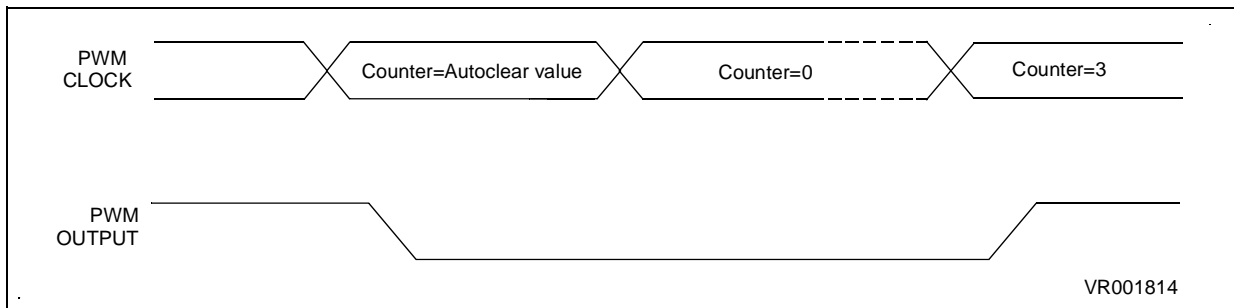 PWM
CLOCK
Counter=Autoclear value
Counter=0
Counter=3
PWM
OUTPUT
VR001814